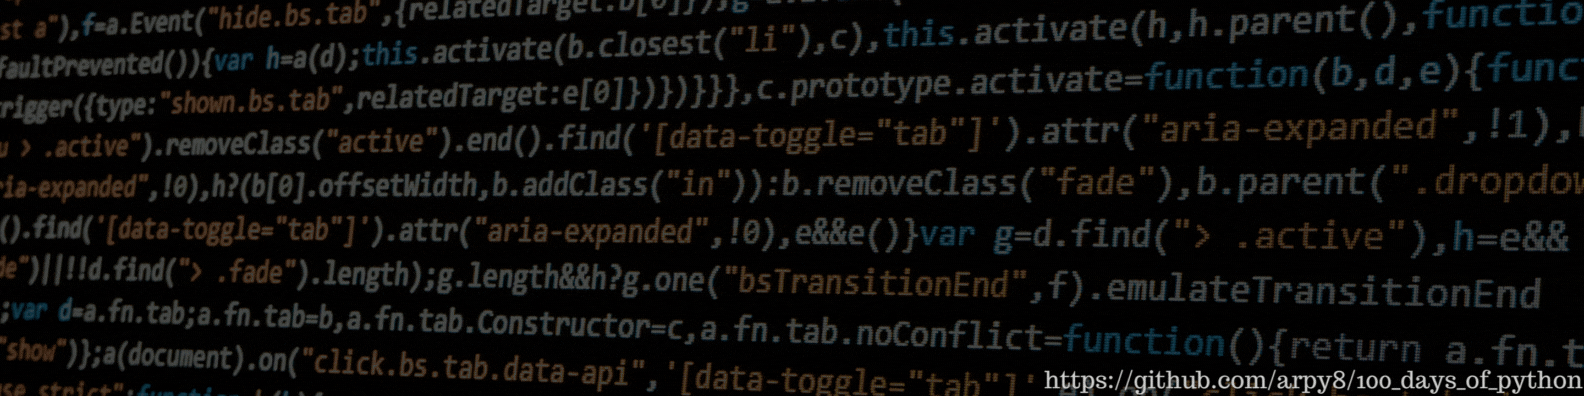 st a"),f=a.Event("hide.bs.tab",{relatedTarget:b[0]}),g
faultPrevented()){var h=a(d);this.activate(b.closest("li"),c),this.activate(h,h.parent(),functio
rigger({type:"shown.bs.tab",relatedTarget:e[0]})})}}},c.prototype.activate=function(b,d,e){func
u > .active").removeClass("active").end().find('[data-toggle="tab"]').attr("aria-expanded",!1),
ria-expanded",!0),h?(b[0].offsetWidth,b.addClass("in")):b.removeClass("fade"),b.parent(".dropdow
().find('[data-toggle="tab"]').attr("aria-expanded",!0),e&&e()}var g=d.find("> .active"),h=e&&
de")||!!d.find("> .fade").length);g.length&&h?g.one("bsTransitionEnd",f).emulateTransitionEnd
;var d=a.fn.tab;a.fn.tab=b,a.fn.tab.Constructor=c,a.fn.tab.noConflict=function(){return a.fn.t
"show")};a(document).on("click.bs.tab.data-api",'[data-toggle="tab"]'
use strict";function
https://github.com/arpy8/100_days_of_python